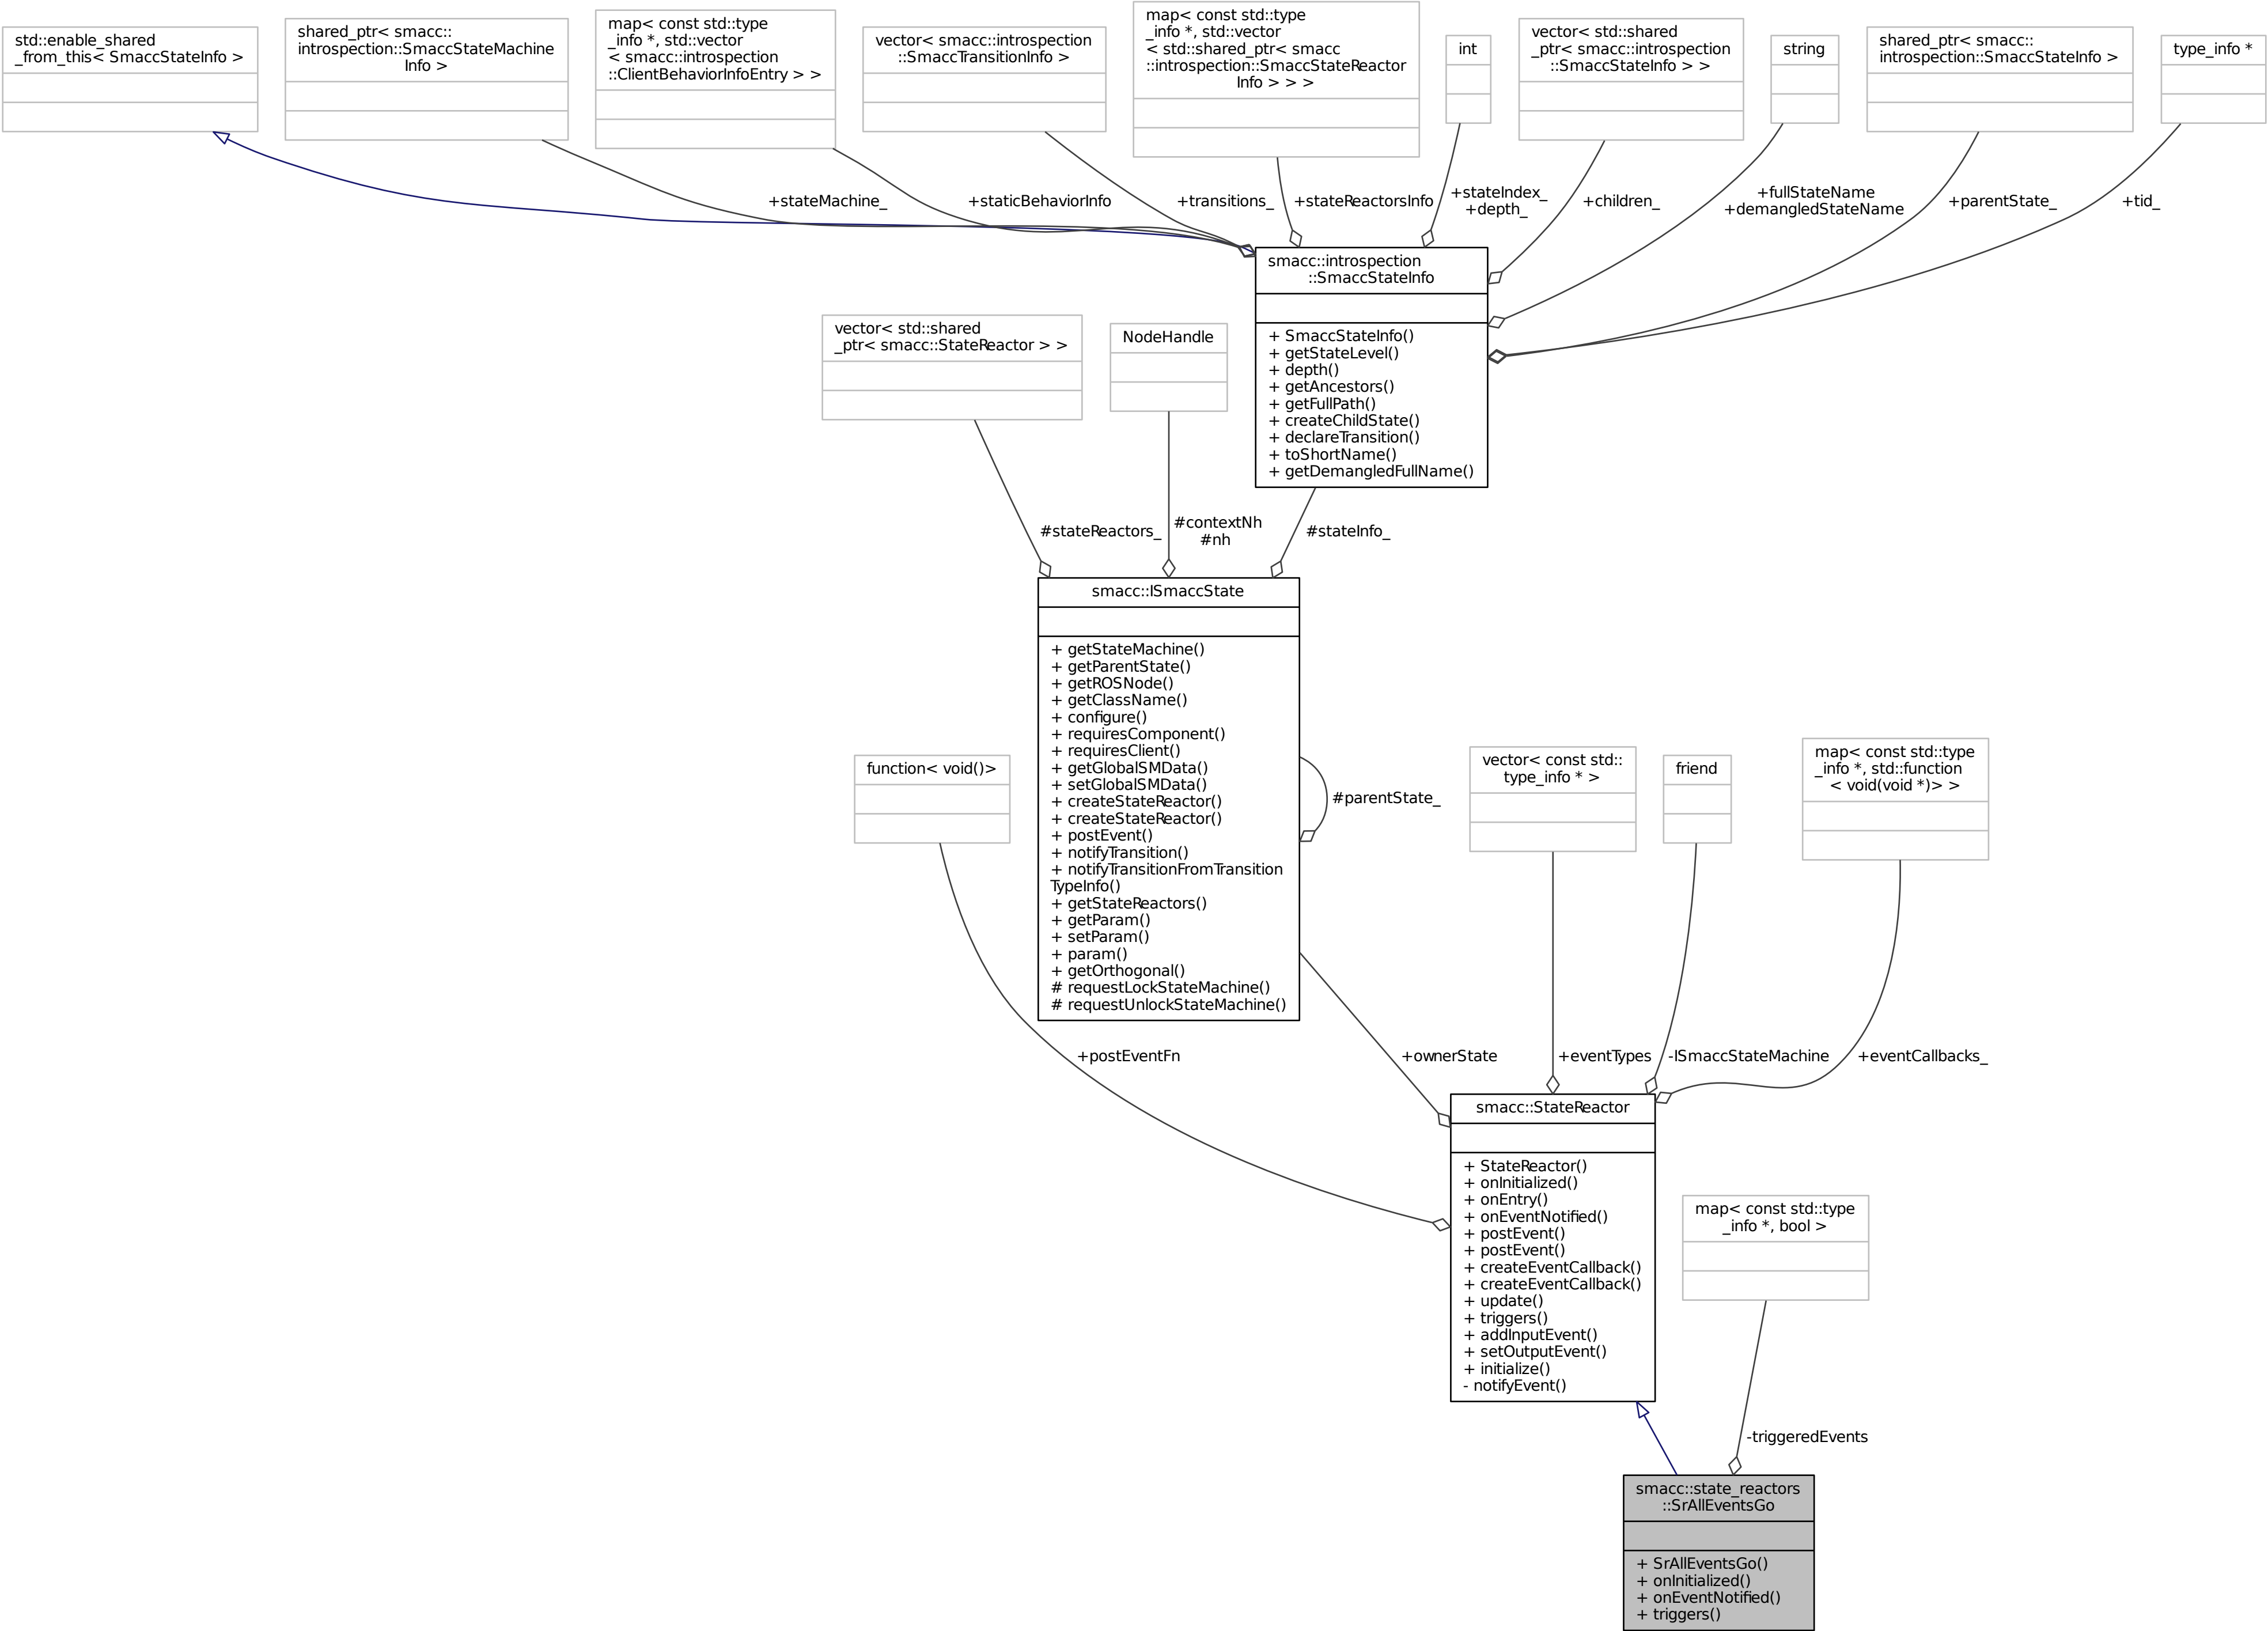 std::enable_shared
_from_this< SmaccStateInfo >
shared_ptr< smacc::
introspection::SmaccStateMachine
Info >
map< const std::type
_info *, std::vector
< smacc::introspection
::ClientBehaviorInfoEntry > >
vector< smacc::introspection
::SmaccTransitionInfo >
map< const std::type
_info *, std::vector
< std::shared_ptr< smacc
::introspection::SmaccStateReactor
Info > > >
int
vector< std::shared
_ptr< smacc::introspection
::SmaccStateInfo > >
string
shared_ptr< smacc::
introspection::SmaccStateInfo >
type_info *
+stateMachine_
+staticBehaviorInfo
+transitions_
+stateReactorsInfo
+stateIndex_
+depth_
+children_
+fullStateName
+demangledStateName
+parentState_
+tid_
smacc::introspection
::SmaccStateInfo
+ SmaccStateInfo()
+ getStateLevel()
+ depth()
+ getAncestors()
+ getFullPath()
+ createChildState()
+ declareTransition()
+ toShortName()
+ getDemangledFullName()
vector< std::shared
_ptr< smacc::StateReactor > >
NodeHandle
#stateReactors_
#contextNh
#nh
#stateInfo_
smacc::ISmaccState
+ getStateMachine()
+ getParentState()
+ getROSNode()
+ getClassName()
+ configure()
+ requiresComponent()
+ requiresClient()
+ getGlobalSMData()
+ setGlobalSMData()
+ createStateReactor()
+ createStateReactor()
+ postEvent()
+ notifyTransition()
+ notifyTransitionFromTransition
TypeInfo()
+ getStateReactors()
+ getParam()
+ setParam()
+ param()
+ getOrthogonal()
# requestLockStateMachine()
# requestUnlockStateMachine()
#parentState_
function< void()>
vector< const std::
type_info * >
friend
map< const std::type
_info *, std::function
< void(void *)> >
+postEventFn
+ownerState
+eventTypes
-ISmaccStateMachine
+eventCallbacks_
smacc::StateReactor
+ StateReactor()
+ onInitialized()
+ onEntry()
+ onEventNotified()
+ postEvent()
+ postEvent()
+ createEventCallback()
+ createEventCallback()
+ update()
+ triggers()
+ addInputEvent()
+ setOutputEvent()
+ initialize()
- notifyEvent()
map< const std::type
_info *, bool >
-triggeredEvents
smacc::state_reactors
::SrAllEventsGo
+ SrAllEventsGo()
+ onInitialized()
+ onEventNotified()
+ triggers()